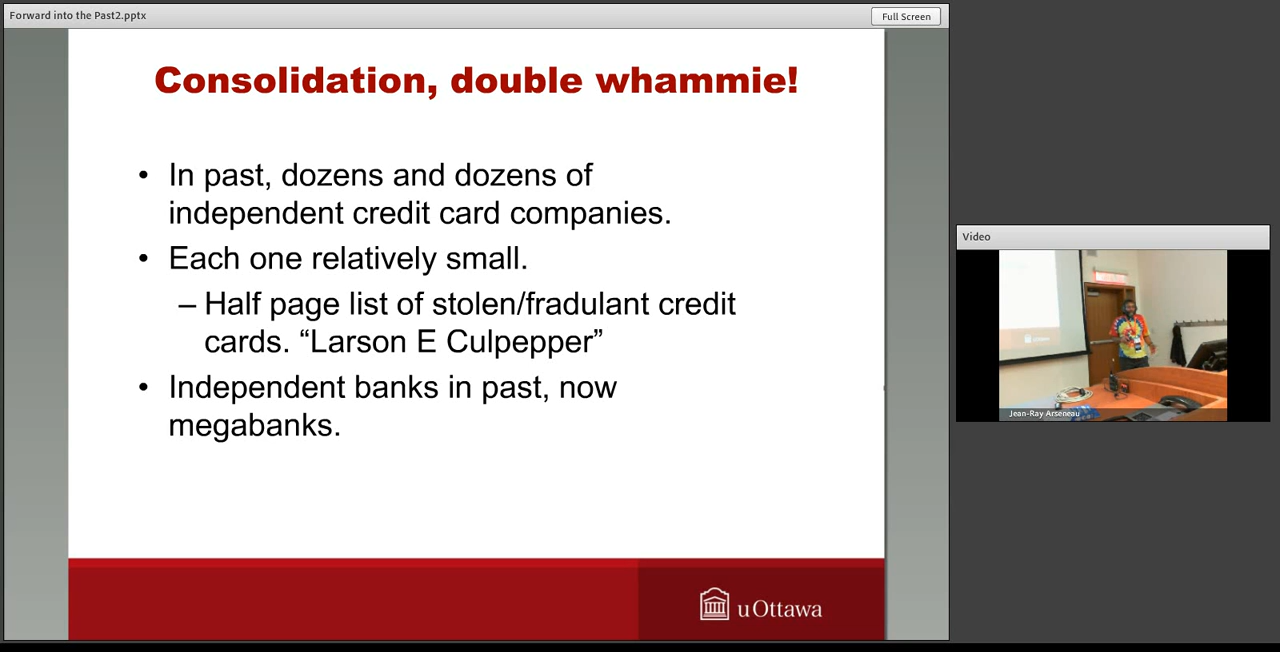 Forward into the Past2.pptx
Full Screen
Consolidation, double whammie!
• In past, dozens and dozens of
independent credit card companies.
• Each one relatively small.
– Half page list of stolen/fradulant credit
cards. “Larson E Culpepper”
• Independent banks in past, now
megabanks.
uOttawa
Video
Jean-Ray Arseneau